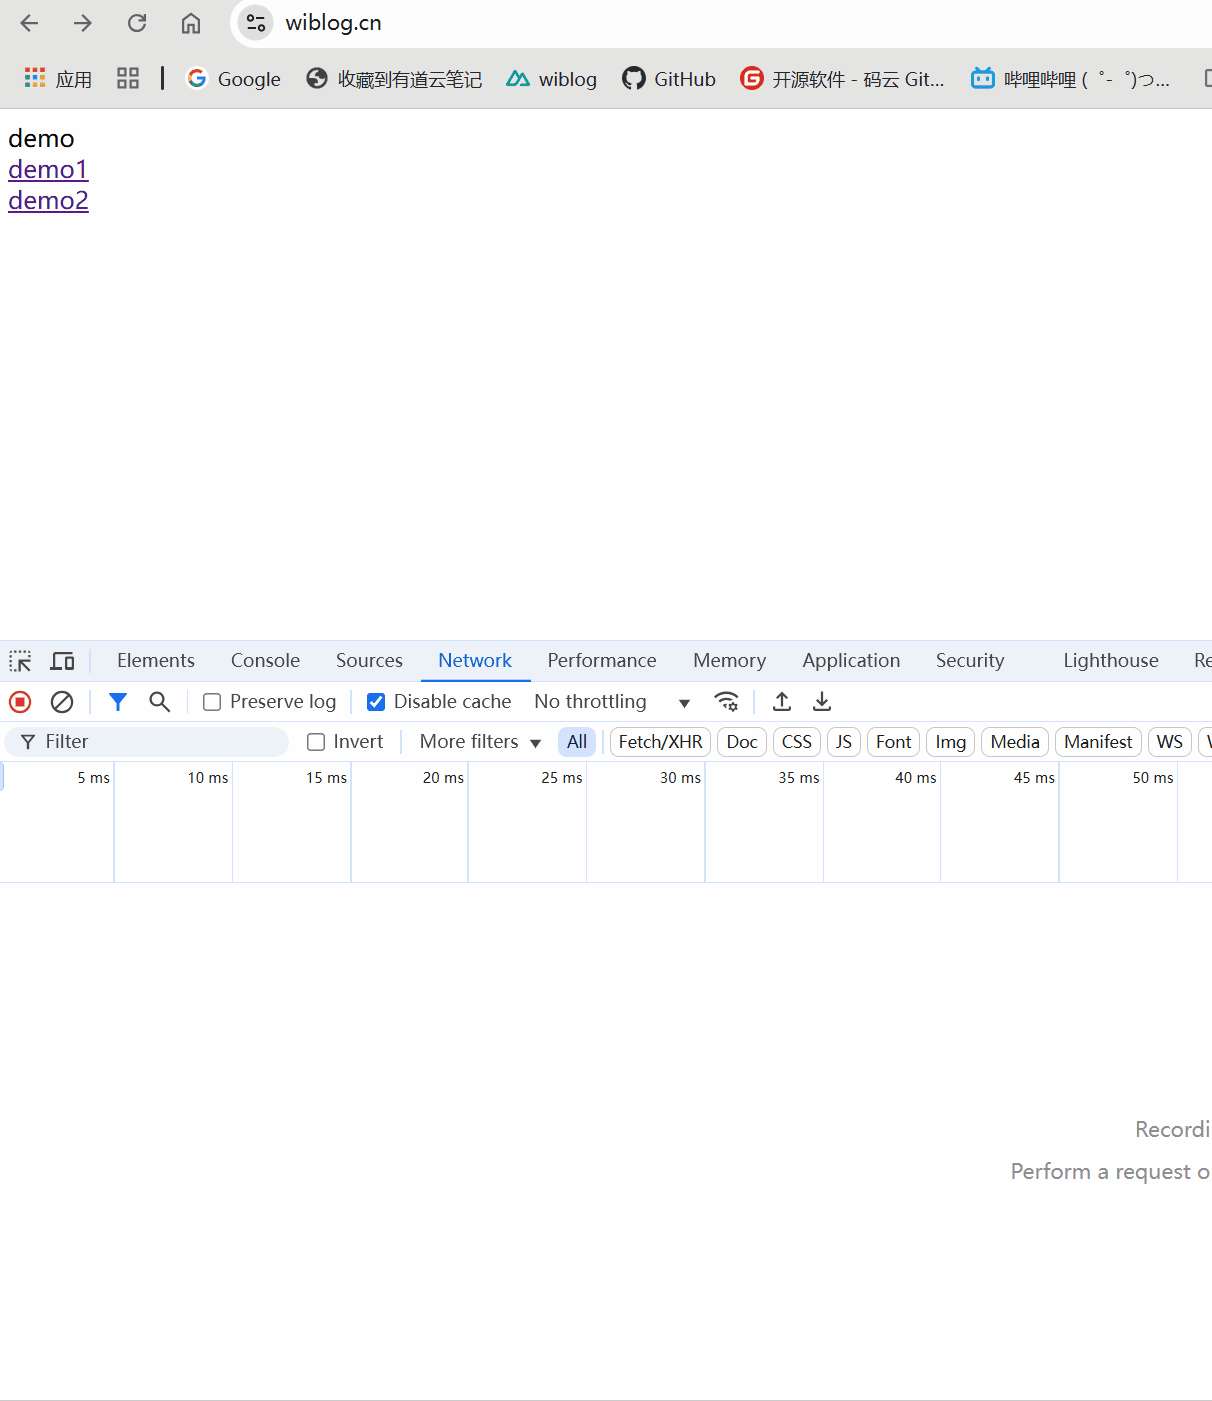 wiblog.cn
应用 Google 收藏到有道云笔记 wiblog GitHub 开源软件 - 码云 Git... 哔哩哔哩 ( ゜- ゜)つ...
demo
demo1
demo2
Elements Console Sources Network Performance Memory Application Security Lighthouse Re
Preserve log Disable cache No throttling
Filter Invert More filters All Fetch/XHR Doc CSS JS Font Img Media Manifest WS
5 ms 10 ms 15 ms 20 ms 25 ms 30 ms 35 ms 40 ms 45 ms 50 ms
Recordi
Perform a request o